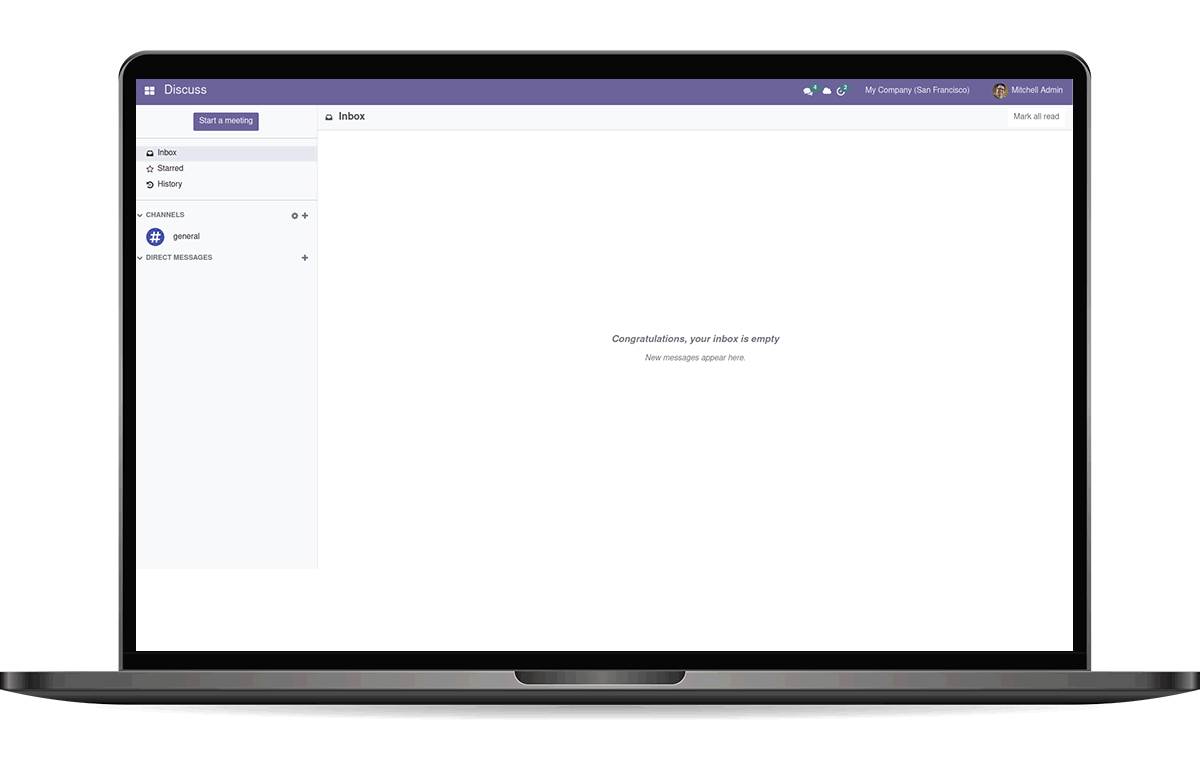 Discuss
4
2
My Company (San Francisco)
Mitchell Admin
Start a meeting
Inbox
Mark all read
Inbox
Starred
History
CHANNELS
general
DIRECT MESSAGES
Congratulations, your inbox is empty
New messages appear here.